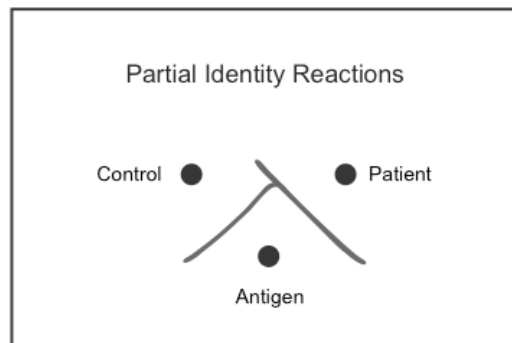 Partial Identity Reactions
Control
Patient
Antigen